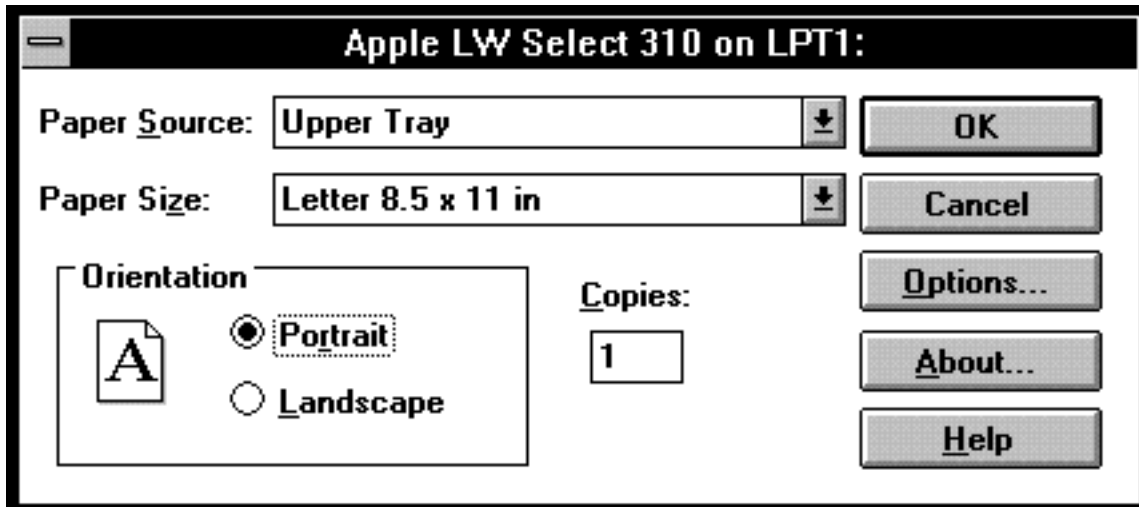 Apple LW Select 310 on LPT1:
Paper Source: Upper Tray
OK
Paper Size: Letter 8.5 x 11 in
Cancel
Orientation
A
Portrait
Landscape
Copies:
1
Options...
About...
Help